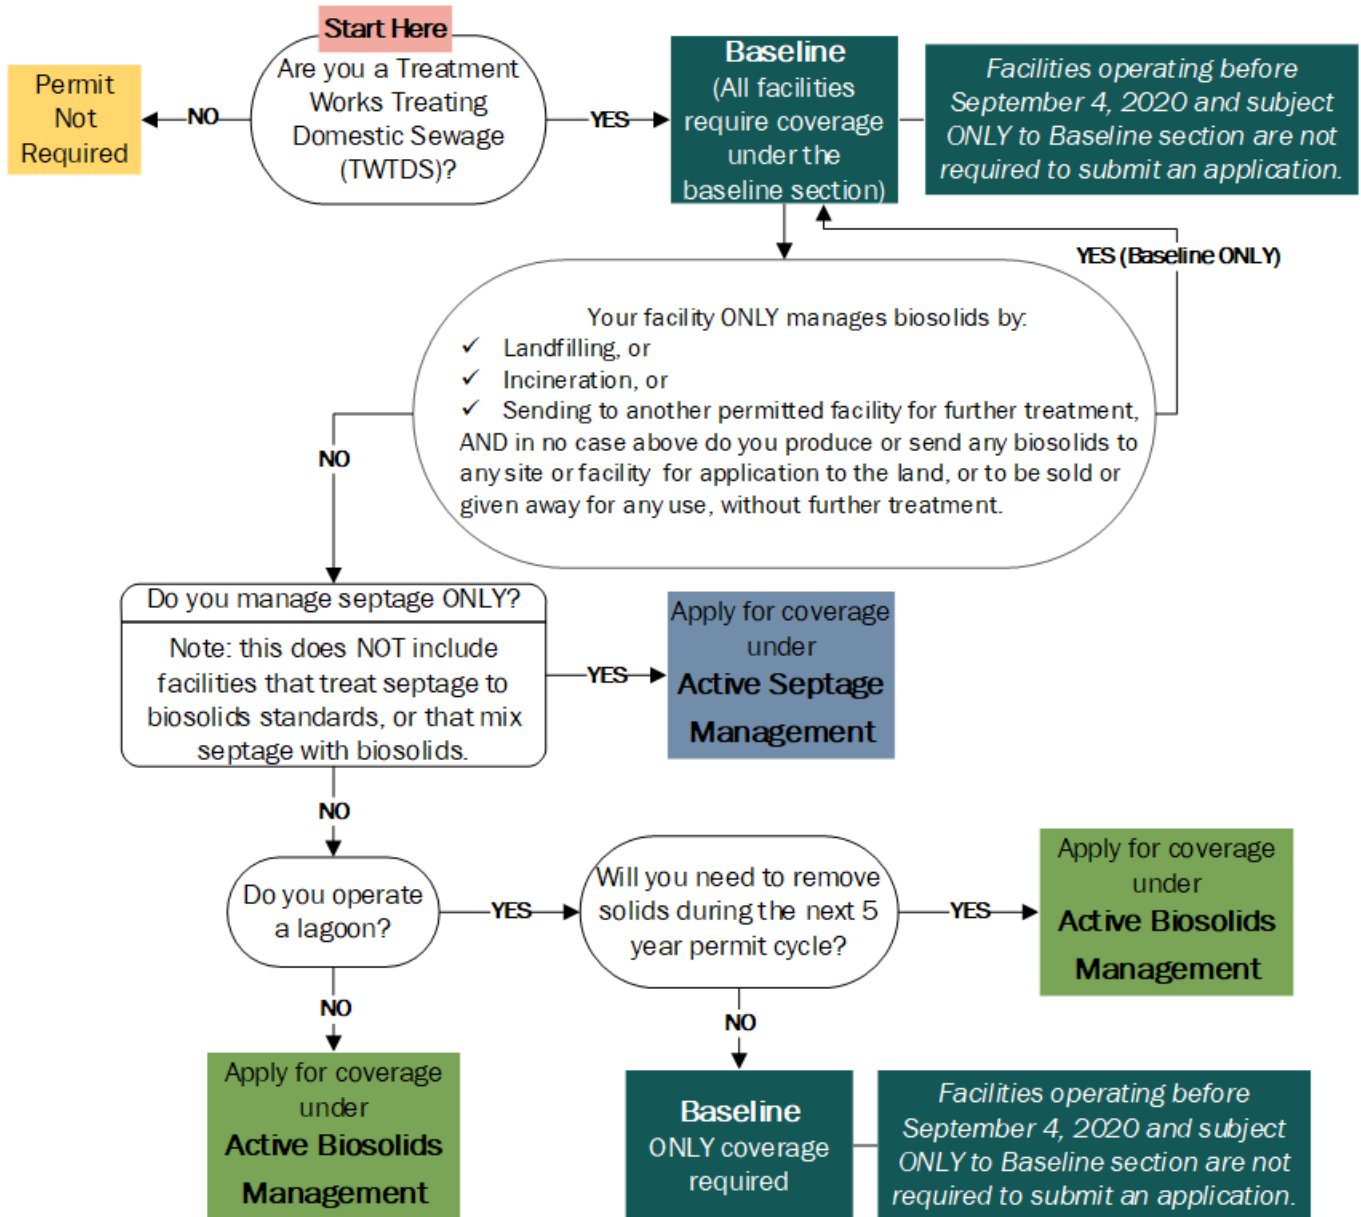 Start Here
Are you a Treatment
Works Treating
Domestic Sewage
(TWTDS)?
NO
Permit
Not
Required
YES
Baseline
(All facilities
require coverage
under the
baseline section)
Facilities operating before
September 4, 2020 and subject
ONLY to Baseline section are not
required to submit an application.
YES (Baseline ONLY)
Your facility ONLY manages biosolids by:
✓ Landfilling, or
✓ Incineration, or
✓ Sending to another permitted facility for further treatment,
AND in no case above do you produce or send any biosolids to
any site or facility for application to the land, or to be sold or
given away for any use, without further treatment.
NO
Do you manage septage ONLY?
Note: this does NOT include
facilities that treat septage to
biosolids standards, or that mix
septage with biosolids.
YES
Apply for coverage
under
Active Septage
Management
NO
Do you operate
a lagoon?
YES
Will you need to remove
solids during the next 5
year permit cycle?
YES
Apply for coverage
under
Active Biosolids
Management
NO
Apply for coverage
under
Active Biosolids
Management
NO
Baseline
ONLY coverage
required
Facilities operating before
September 4, 2020 and subject
ONLY to Baseline section are not
required to submit an application.